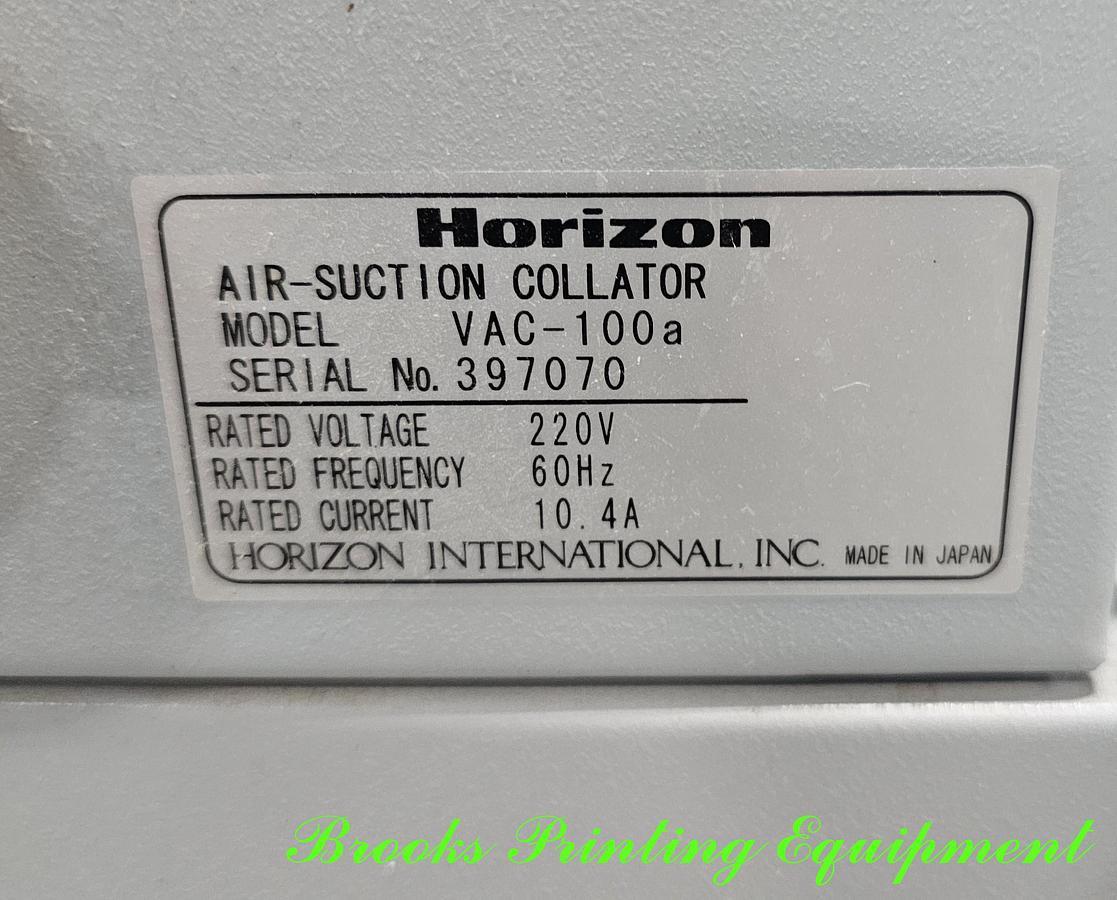 Horizon
AIR-SUCTION COLLATOR
MODEL VAC-100a
SERIAL No. 397070
RATED VOLTAGE 220V
RATED FREQUENCY 60Hz
RATED CURRENT 10.4A
HORIZON INTERNATIONAL, INC. MADE IN JAPAN
Brooks Printing Equipment